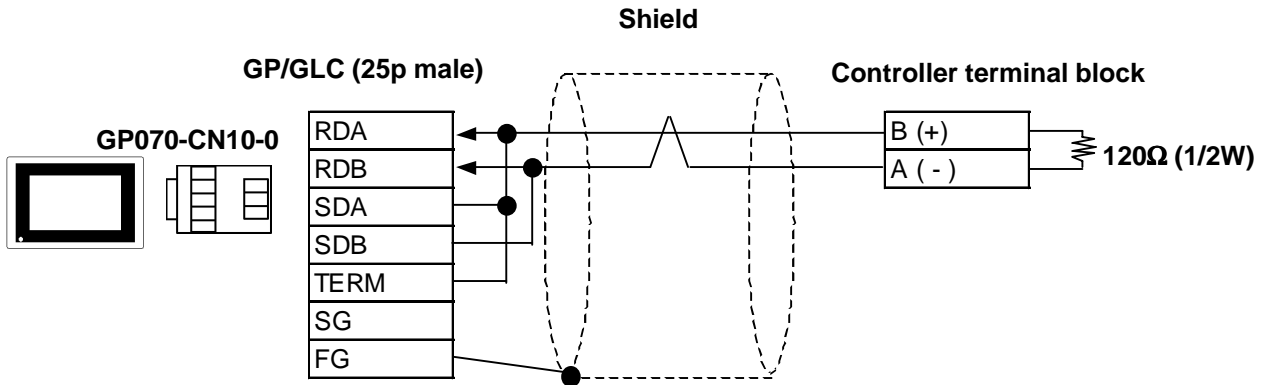 Shield
GP/GLC (25p male)
Controller terminal block
GP070-CN10-0
RDA
RDB
SDA
SDB
TERM
SG
FG
B (+)
A ( - )
120Ω (1/2W)